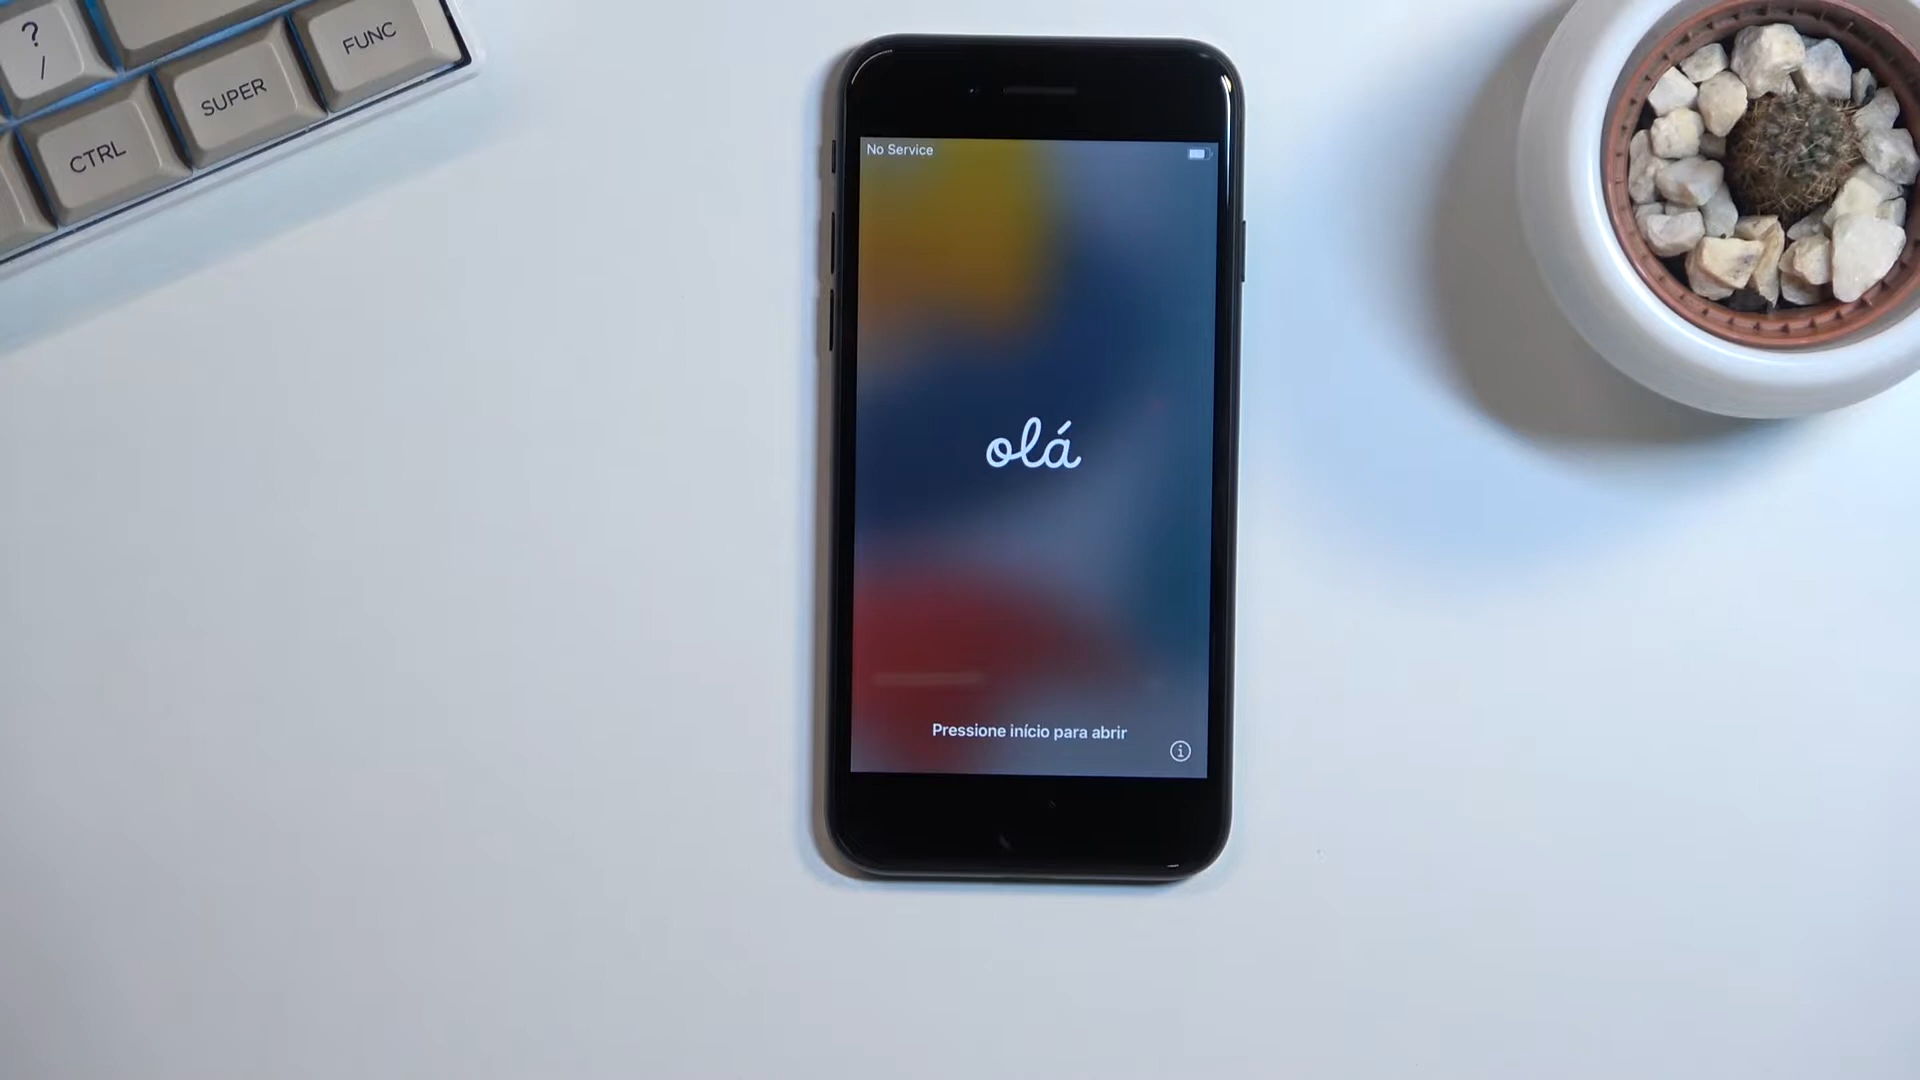 ?
/
FUNC
SUPER
CTRL
No Service
olá
Pressione início para abrir